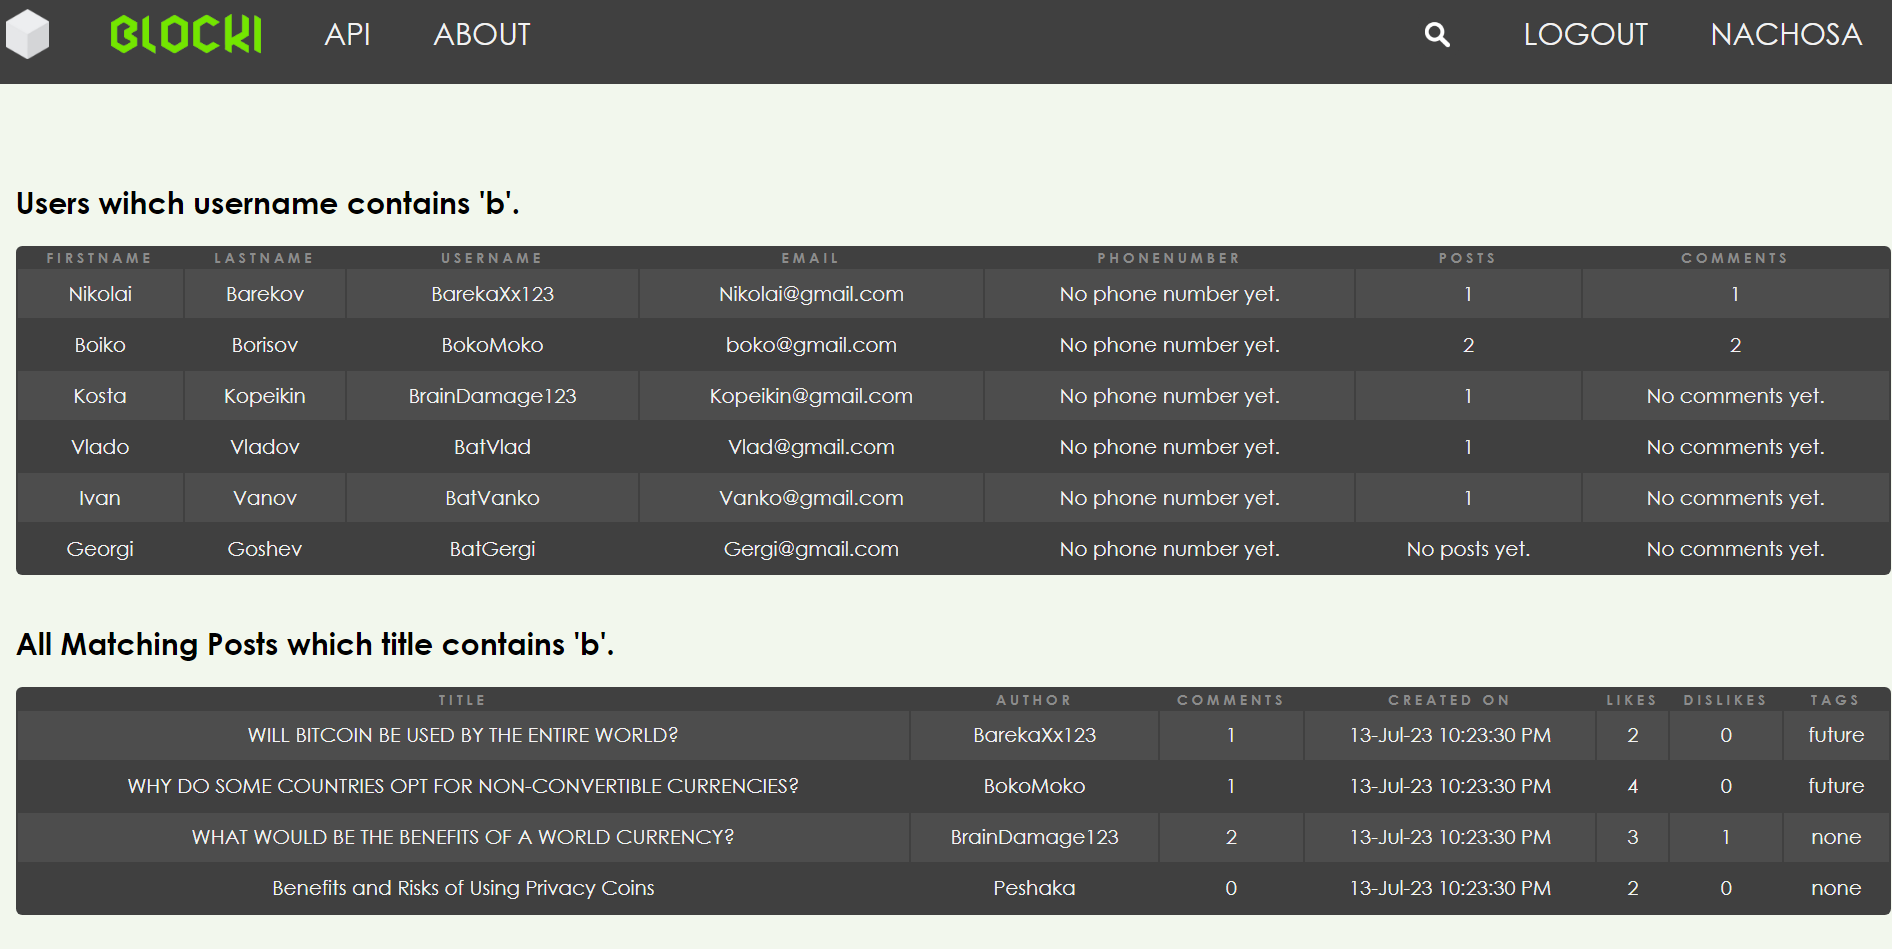 BLOCKI API ABOUT LOGOUT NACHOSA
Users wihch username contains 'b'.
FIRSTNAME LASTNAME USERNAME EMAIL PHONENUMBER POSTS COMMENTS
Nikolai Barekov BarekaXx123 Nikolai@gmail.com No phone number yet. 1 1
Boiko Borisov BokoMoko boko@gmail.com No phone number yet. 2 2
Kosta Kopeikin BrainDamage123 Kopeikin@gmail.com No phone number yet. 1 No comments yet.
Vlado Vladov BatVlad Vlad@gmail.com No phone number yet. 1 No comments yet.
Ivan Vanov BatVanko Vanko@gmail.com No phone number yet. 1 No comments yet.
Georgi Goshev BatGergi Gergi@gmail.com No phone number yet. No posts yet. No comments yet.
All Matching Posts which title contains 'b'.
TITLE AUTHOR COMMENTS CREATED ON LIKES DISLIKES TAGS
WILL BITCOIN BE USED BY THE ENTIRE WORLD? BarekaXx123 1 13-Jul-23 10:23:30 PM 2 0 future
WHY DO SOME COUNTRIES OPT FOR NON-CONVERTIBLE CURRENCIES? BokoMoko 1 13-Jul-23 10:23:30 PM 4 0 future
WHAT WOULD BE THE BENEFITS OF A WORLD CURRENCY? BrainDamage123 2 13-Jul-23 10:23:30 PM 3 1 none
Benefits and Risks of Using Privacy Coins Peshaka 0 13-Jul-23 10:23:30 PM 2 0 none